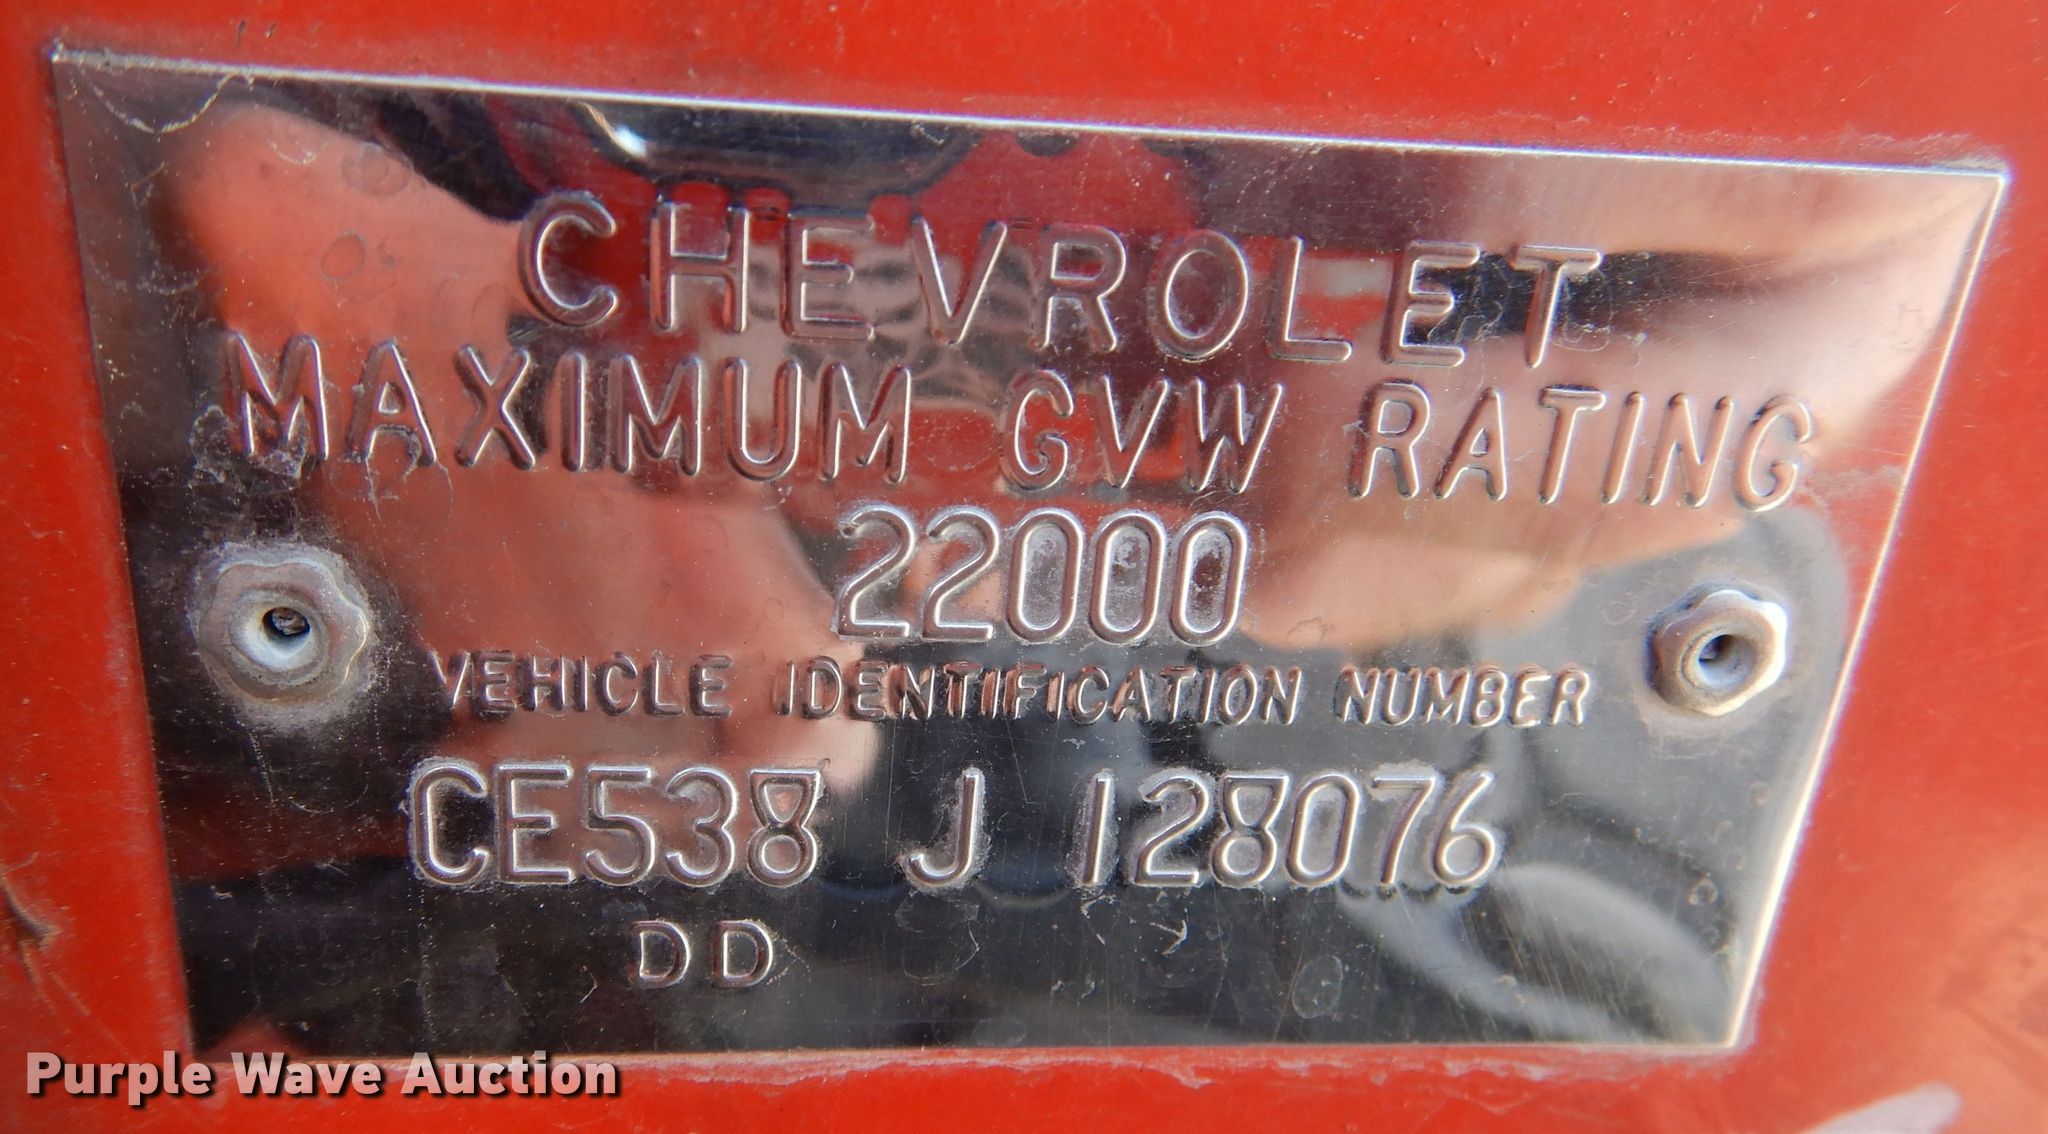 CHEVROLET
MAXIMUM GVW RATING
22000
VEHICLE IDENTIFICATION NUMBER
CE538 J 128076
DD
Purple Wave Auction